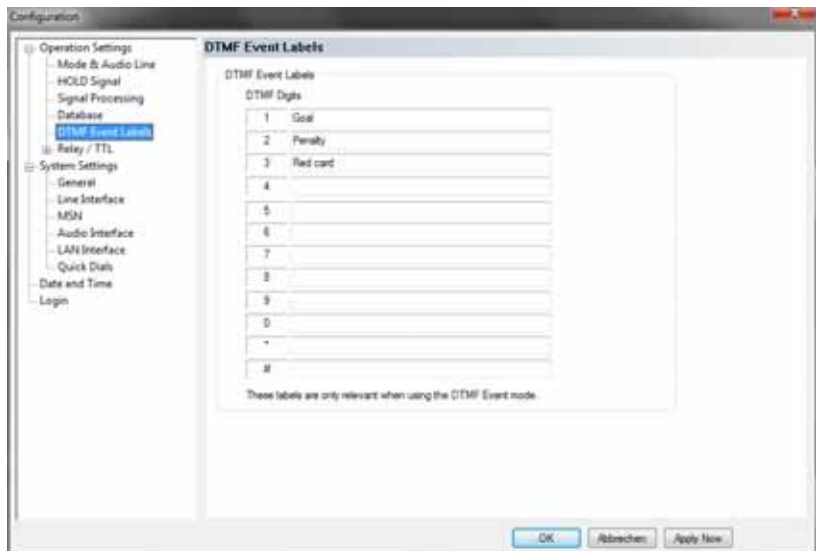 Configuration
Operation Settings
Mode & Audio Line
HOLD Signal
Signal Processing
Database
DTMF Event Labels
Relay / TTL
System Settings
General
Line Interface
MSN
Audio Interface
LAN Interface
Quick Dials
Date and Time
Login
DTMF Event Labels
DTMF Event Labels
DTMF Digits
1 Goal
2 Penalty
3 Red card
4
5
6
7
8
9
0
*
#
These labels are only relevant when using the DTMF Event mode.
OK Abbrechen Apply Now